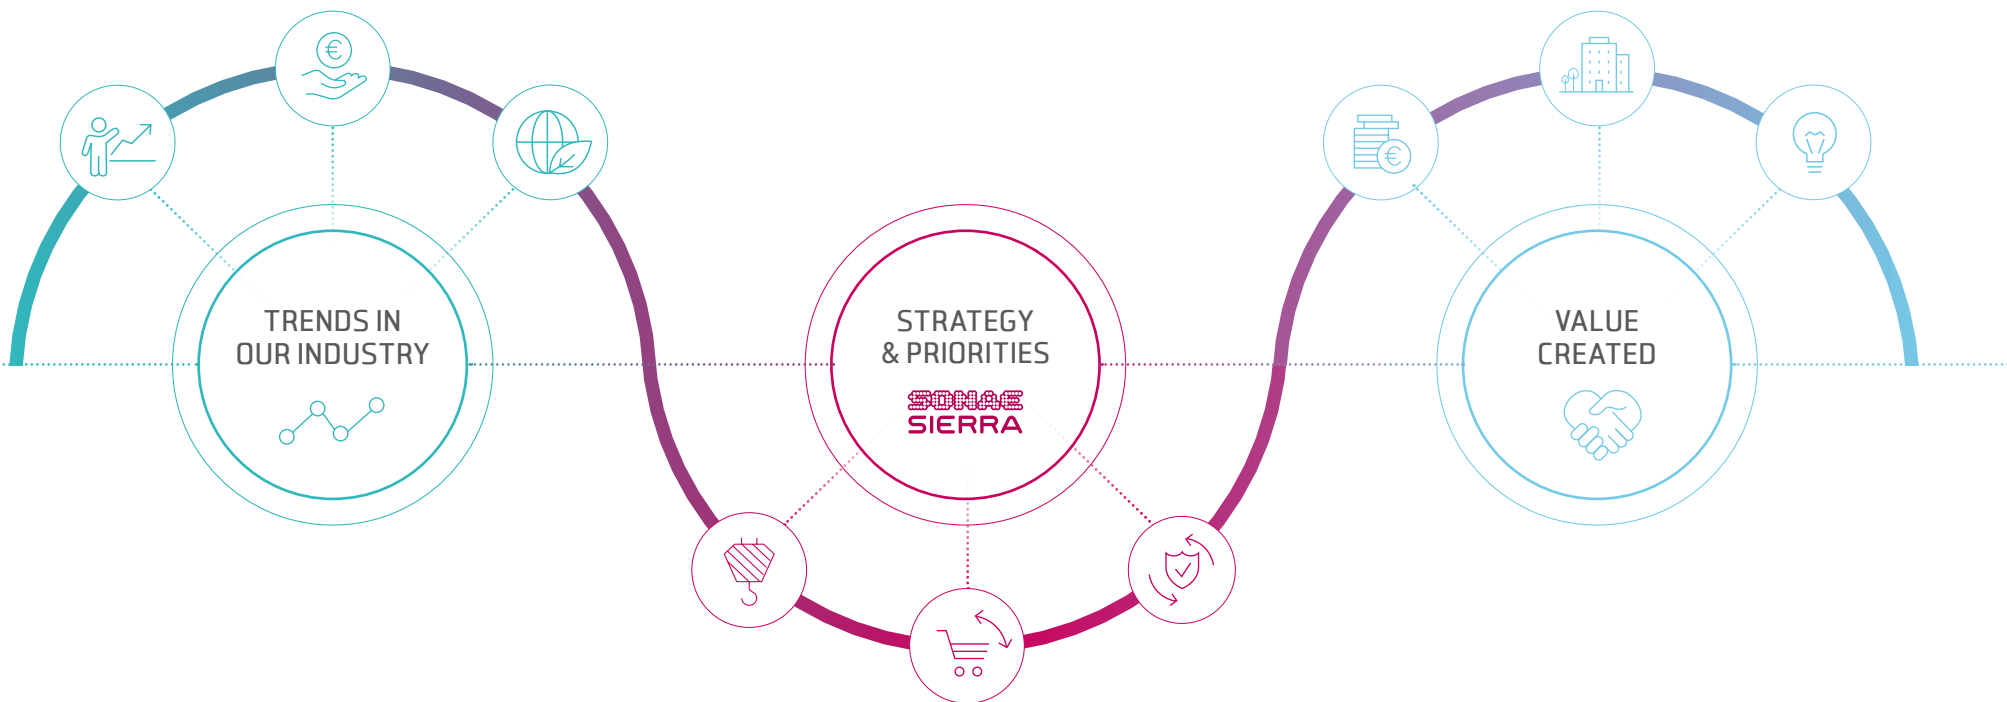 TRENDS IN
OUR INDUSTRY
STRATEGY
& PRIORITIES
SONAE
SIERRA
VALUE
CREATED
€
€